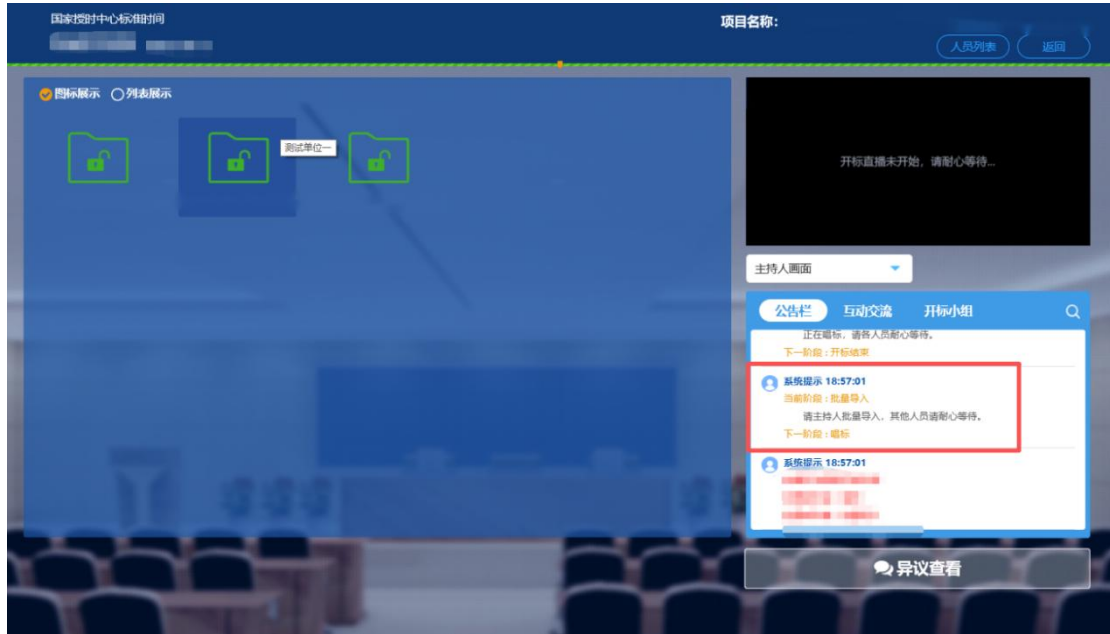 国家授时中心标准时间
项目名称:
人员列表
返回
图标展示 列表展示
测试单位一
开标直播未开始，请耐心等待...
主持人画面
公告栏 互动交流 开标小组
正在唱标，请各人员耐心等待。
下一阶段：开标结束
系统提示 18:57:01
当前阶段：批量导入
请主持人批量导入，其他人员请耐心等待。
下一阶段：唱标
系统提示 18:57:01
异议查看